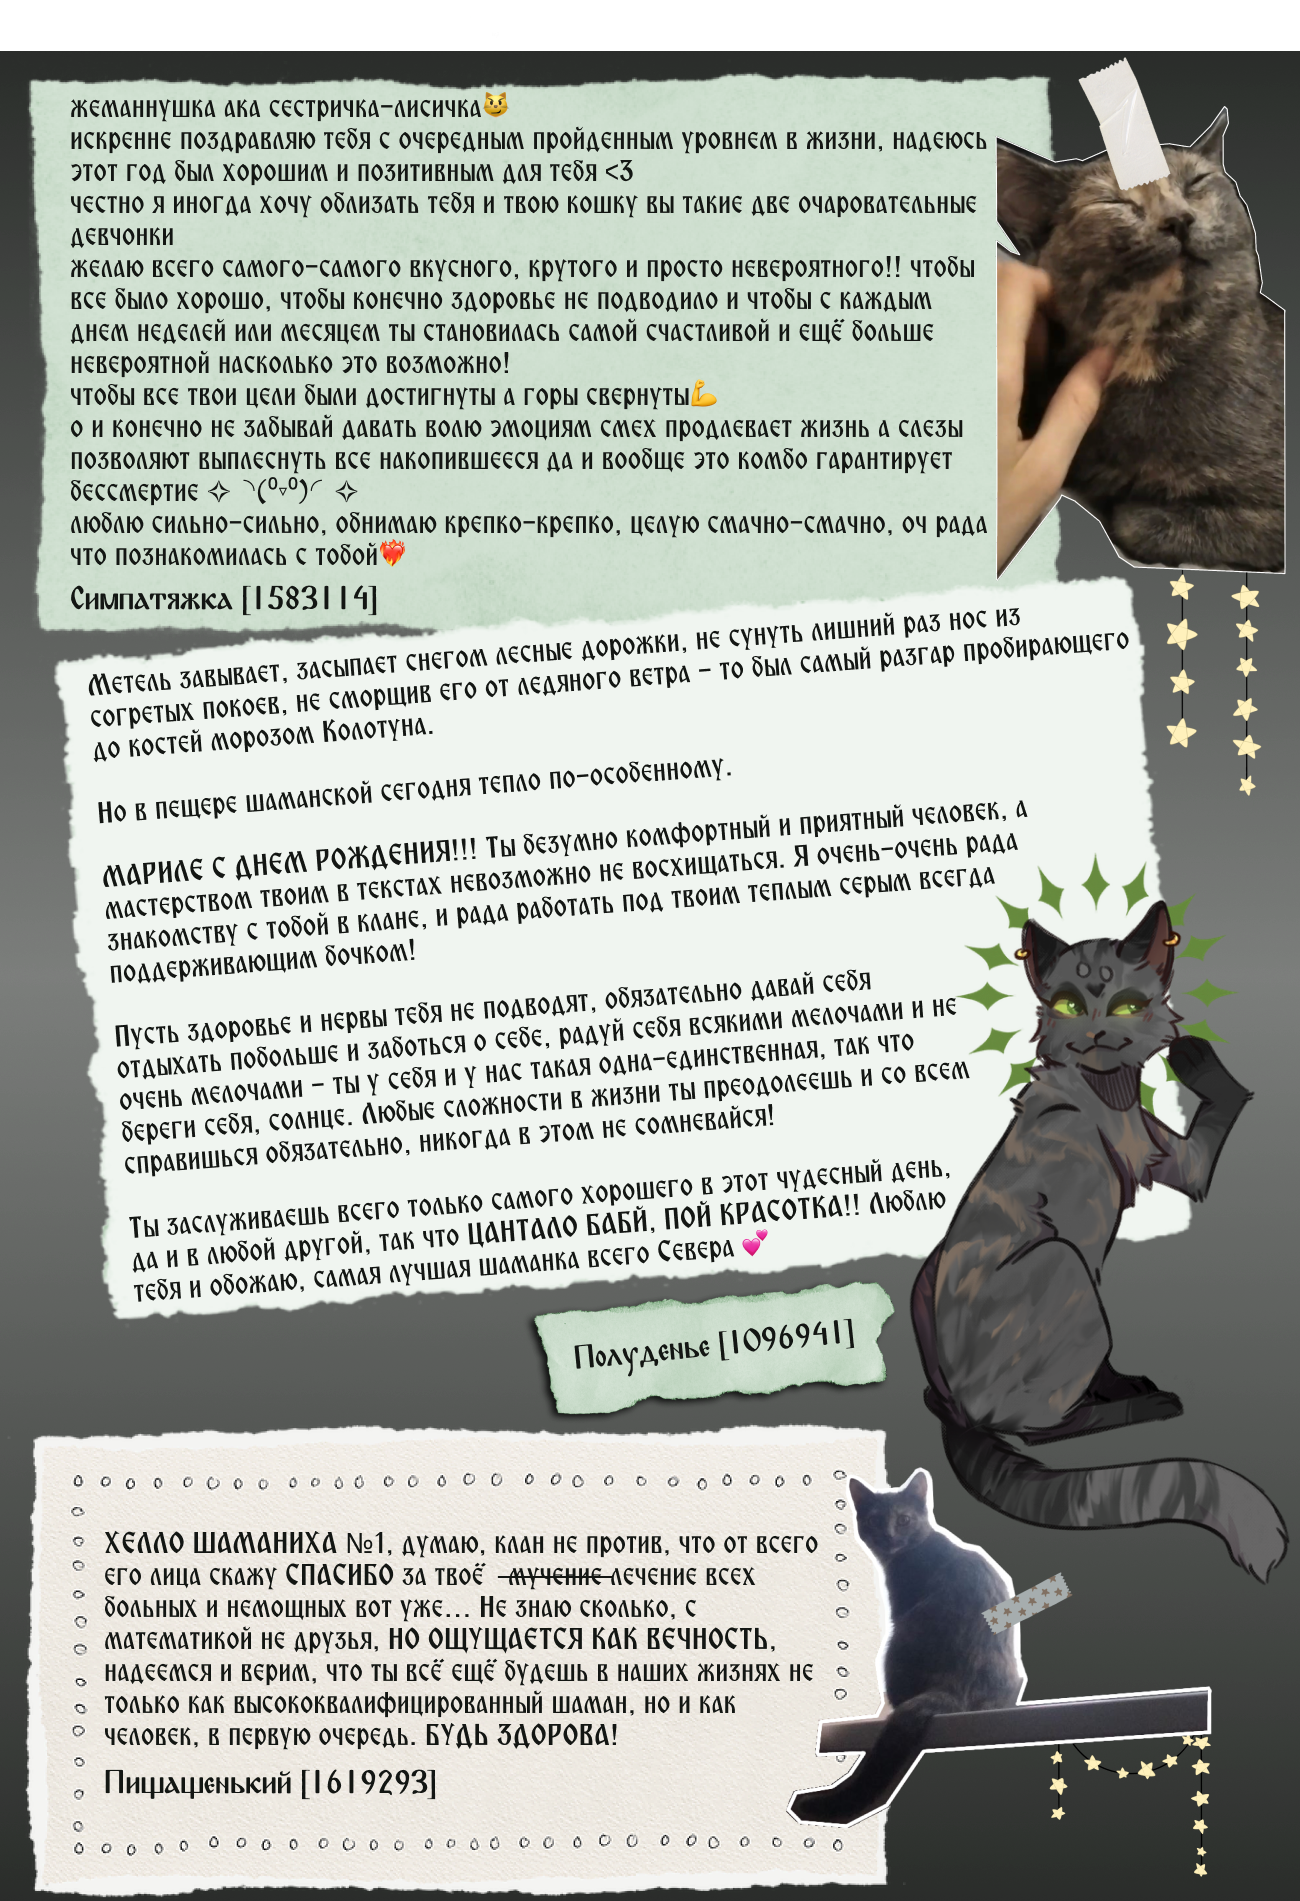 жеманнушка ака сестричка-лисичка😼
искренне поздравляю тебя с очередным пройденным уровнем в жизни, надеюсь
этот год был хорошим и позитивным для тебя <3
честно я иногда хочу облизать тебя и твою кошку вы такие две очаровательные
девчонки
желаю всего самого-самого вкусного, крутого и просто невероятного!! чтобы
все было хорошо, чтобы конечно здоровье не подводило и чтобы с каждым
днем неделей или месяцем ты становилась самой счастливой и ещё больше
невероятной насколько это возможно!
чтобы все твои цели были достигнуты а горы свернуты💪
о и конечно не забывай давать волю эмоциям смех продлевает жизнь а слезы
позволяют выплеснуть все накопившееся да и вообще это комбо гарантирует
бессмертие ✧ ◝(⁰▿⁰)◜ ✧
люблю сильно-сильно, обнимаю крепко-крепко, целую смачно-смачно, оч рада
что познакомилась с тобой❤️‍🔥
Симпатяжка [1583114]
Метель завывает, засыпает снегом лесные дорожки, не сунуть лишний раз нос из
согретых покоев, не сморщив его от ледяного ветра - то был самый разгар пробирающего
до костей морозом Колотуна.
Но в пещере шаманской сегодня тепло по-особенному.
МАРИЛЕ С ДНЕМ РОЖДЕНИЯ!!! Ты безумно комфортный и приятный человек, а
мастерством твоим в текстах невозможно не восхищаться. Я очень-очень рада
знакомству с тобой в клане, и рада работать под твоим теплым серым всегда
поддерживающим бочком!
Пусть здоровье и нервы тебя не подводят, обязательно давай себя
отдыхать побольше и заботься о себе, радуй себя всякими мелочами и не
очень мелочами - ты у себя и у нас такая одна-единственная, так что
береги себя, солнце. Любые сложности в жизни ты преодолеешь и со всем
справишься обязательно, никогда в этом не сомневайся!
Ты заслуживаешь всего только самого хорошего в этот чудесный день,
да и в любой другой, так что ЦАНТАЛО БАБЙ, ПОЙ КРАСОТКА!! Люблю
тебя и обожаю, самая лучшая шаманка всего Севера 💕
Полуденье [1096941]
ХЕЛЛО ШАМАНИХА №1, думаю, клан не против, что от всего
его лица скажу СПАСИБО за твоё мучение лечение всех
больных и немощных вот уже... Не знаю сколько, с
математикой не друзья, НО ОЩУЩАЕТСЯ КАК ВЕЧНОСТЬ,
надеемся и верим, что ты всё ещё будешь в наших жизнях не
только как высококвалифицированный шаман, но и как
человек, в первую очередь. БУДЬ ЗДОРОВА!
Пищащенький [1619293]